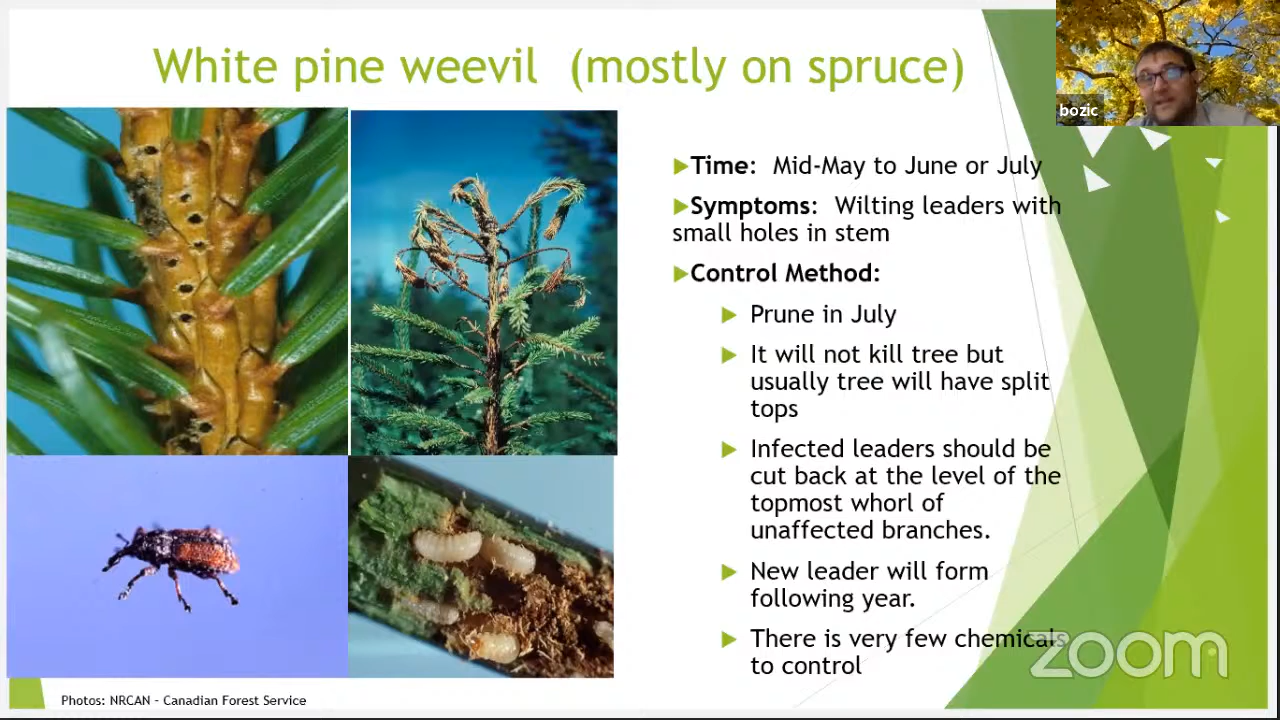 White pine weevil (mostly on spruce)
bozic
▶Time: Mid-May to June or July
▶Symptoms: Wilting leaders with
small holes in stem
▶Control Method:
▶ Prune in July
▶ It will not kill tree but
usually tree will have split
tops
▶ Infected leaders should be
cut back at the level of the
topmost whorl of
unaffected branches.
▶ New leader will form
following year.
▶ There is very few chemicals
to control
zoom
Photos: NRCAN - Canadian Forest Service